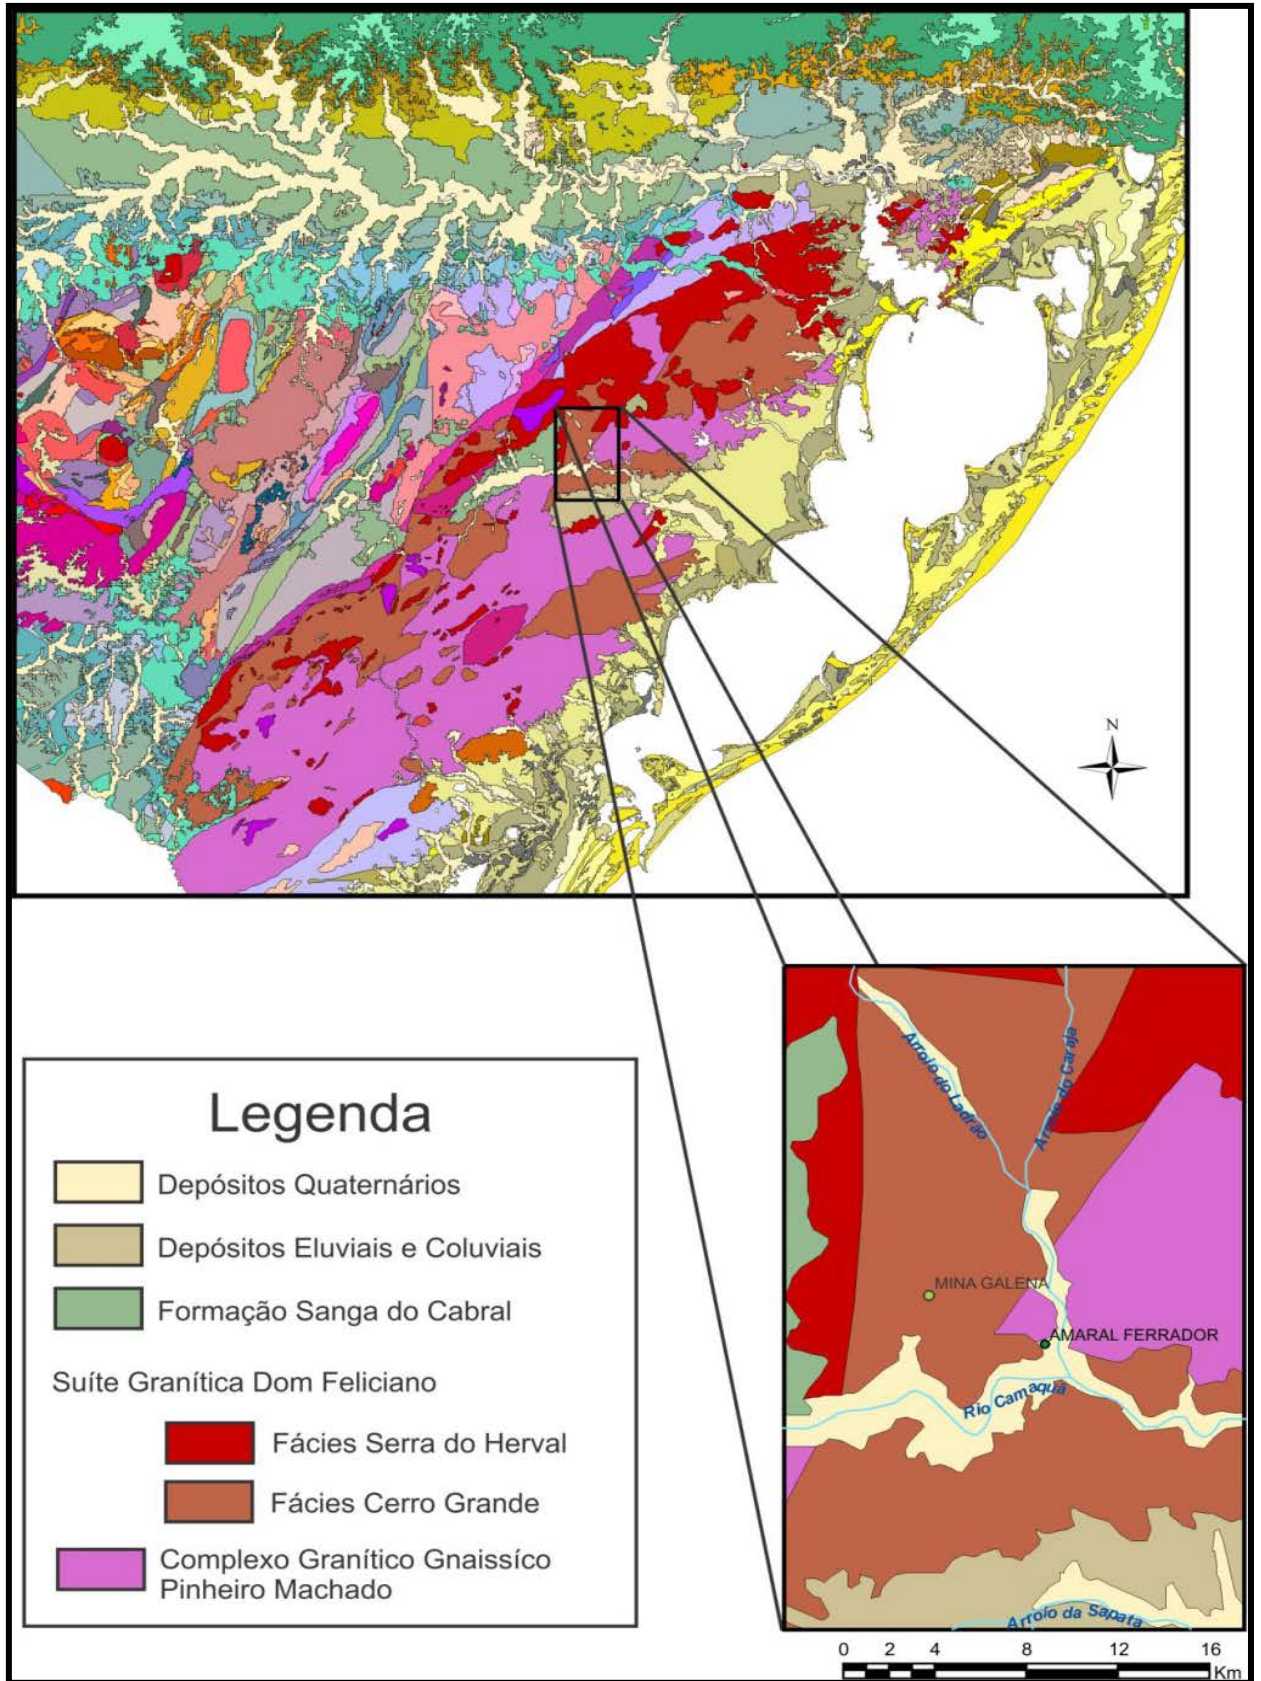 N
Arroio do Ladrão
Arroio do Caraja
MINA GALENA
AMARAL FERRADOR
Rio Camaquã
Arroio da Sapata
0 2 4 8 12 16
Km
Legenda
Depósitos Quaternários
Depósitos Eluviais e Coluviais
Formação Sanga do Cabral
Suíte Granítica Dom Feliciano
Fácies Serra do Herval
Fácies Cerro Grande
Complexo Granítico Gnaissíco
Pinheiro Machado